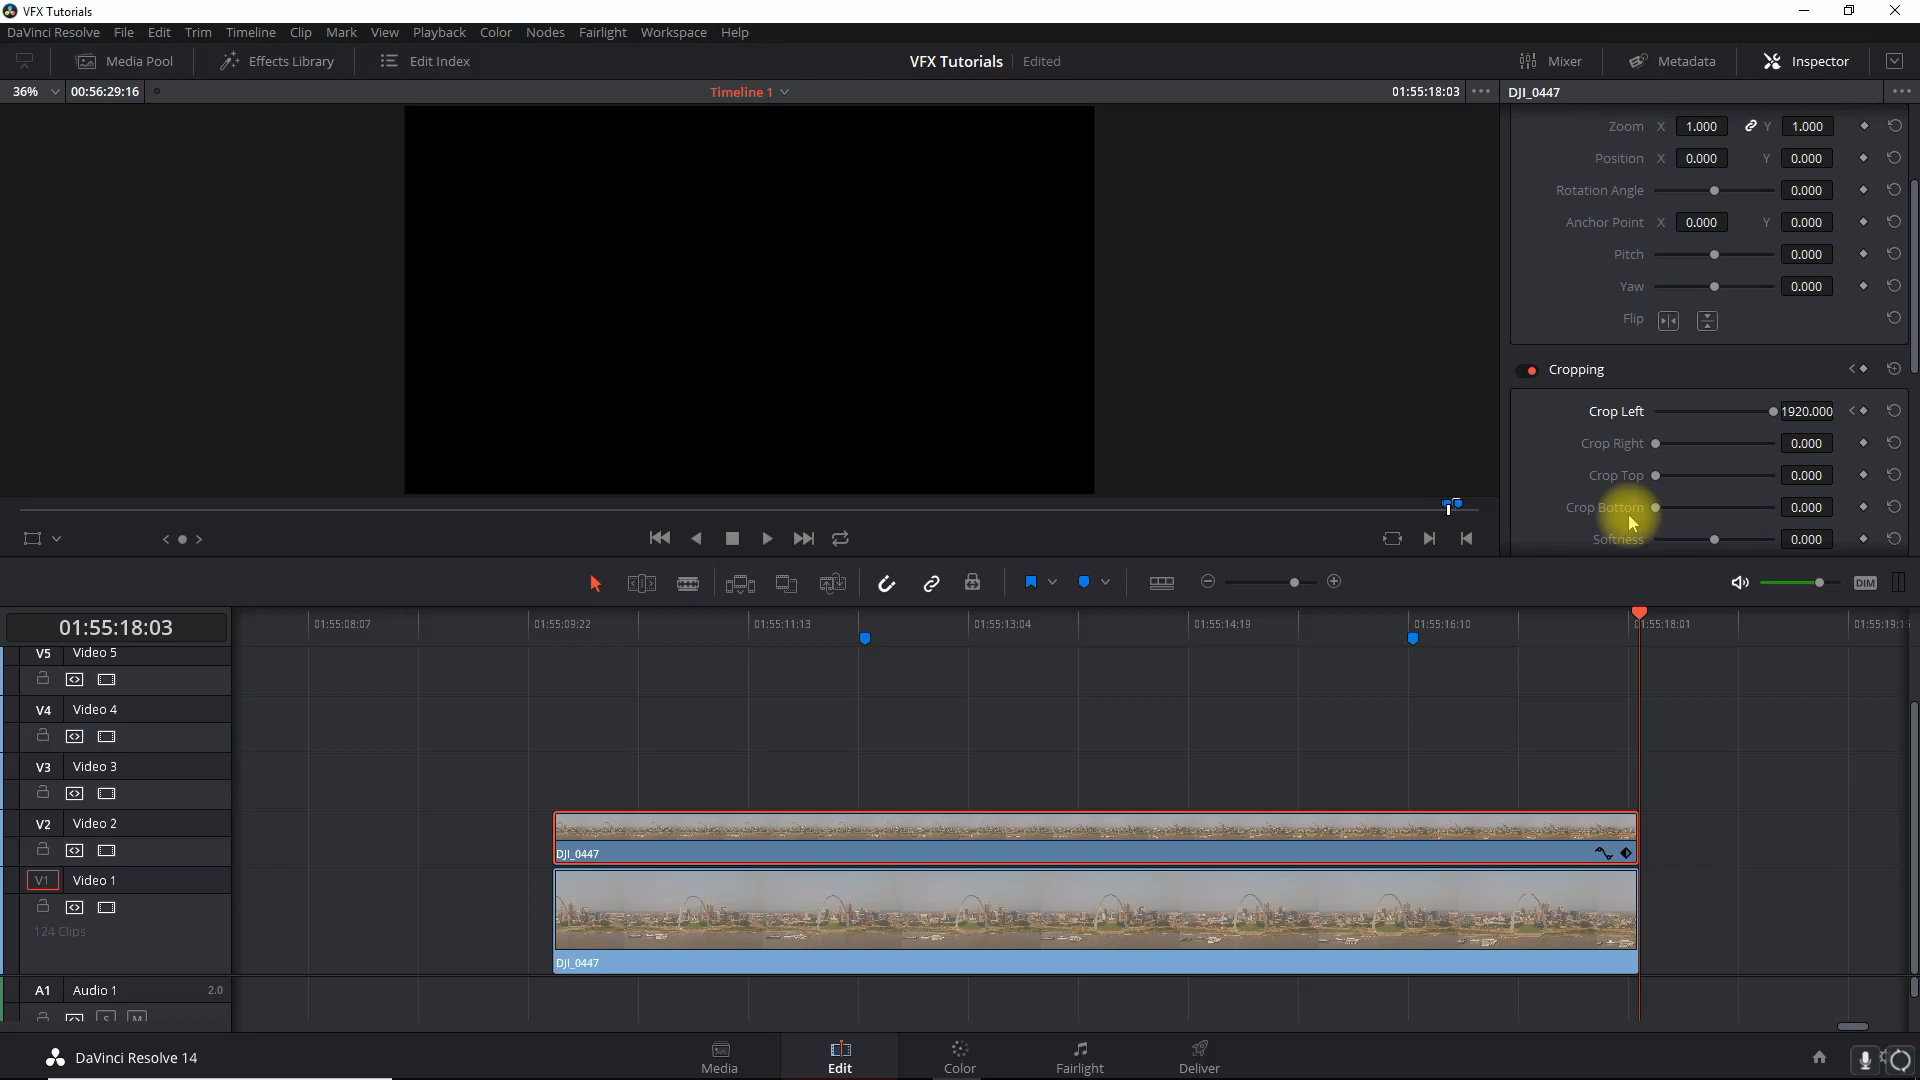 VFX Tutorials
DaVinci Resolve File Edit Trim Timeline Clip Mark View Playback Color Nodes Fairlight Workspace Help
Media Pool Effects Library Edit Index VFX Tutorials Edited Mixer Metadata Inspector
36% 00:56:29:16 Timeline 1 01:55:18:03 DJI_0447
Zoom X 1.000 Y 1.000
Position X 0.000 Y 0.000
Rotation Angle 0.000
Anchor Point X 0.000 Y 0.000
Pitch 0.000
Yaw 0.000
Flip
Cropping
Crop Left 1920.000
Crop Right 0.000
Crop Top 0.000
Crop Bottom 0.000
Softness 0.000
DIM
01:55:18:03 01:55:08:07 01:55:09:22 01:55:11:13 01:55:13:04 01:55:14:19 01:55:16:10 01:55:18:01
V5 Video 5
V4 Video 4
V3 Video 3
V2 Video 2
DJI_0447
V1 Video 1
124 Clips
DJI_0447
A1 Audio 1 2.0
S M
DaVinci Resolve 14 Media Edit Color Fairlight Deliver